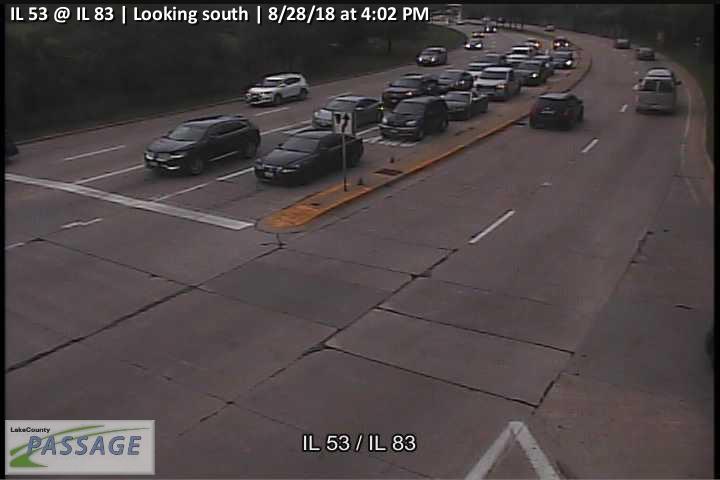 IL 53 @ IL 83 | Looking south | 8/28/18 at 4:02 PM
IL 53 / IL 83
LakeCounty
PASSAGE